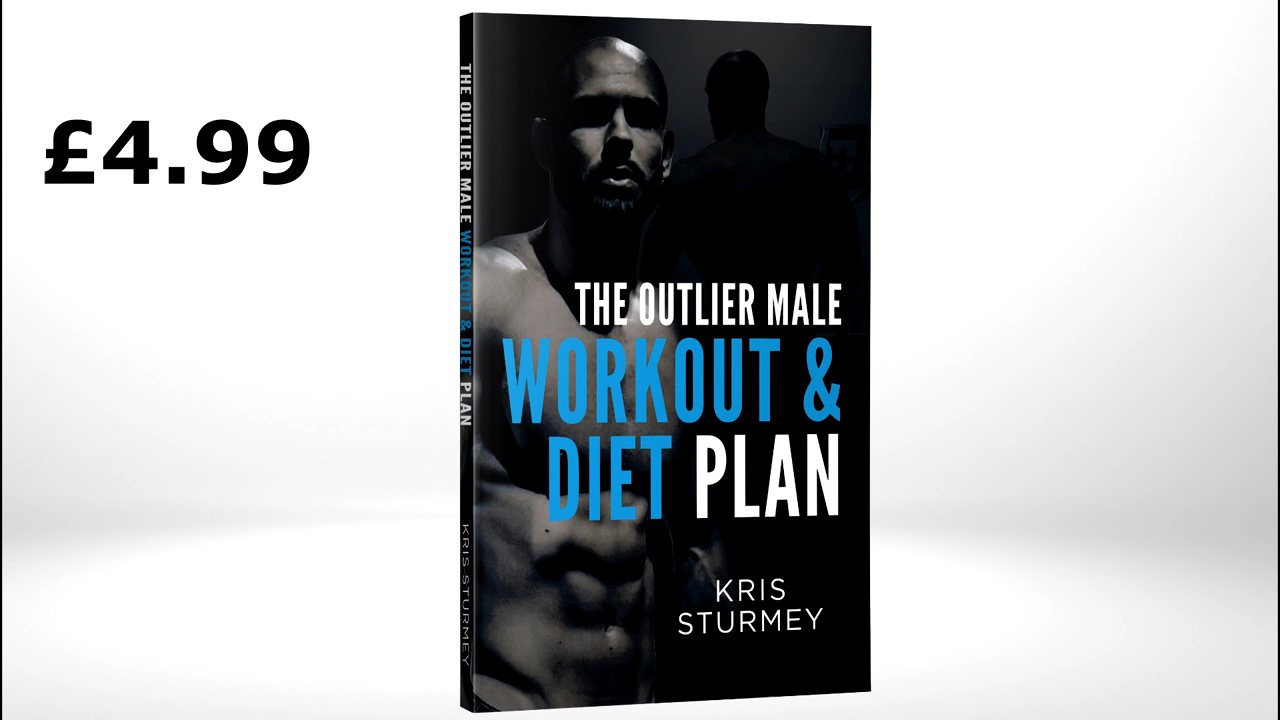 £4.99
THE OUTLIER MALE WORKOUT & DIET PLAN
KRIS STURMEY
THE OUTLIER MALE
WORKOUT &
DIET PLAN
KRIS
STURMEY